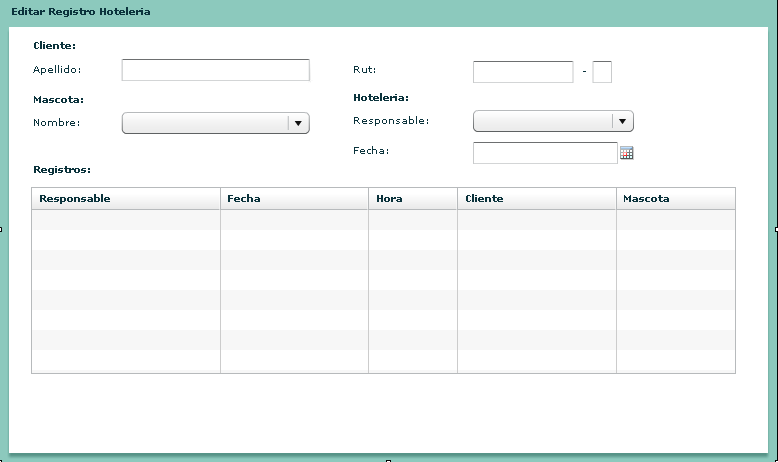 Editar Registro Hoteleria
Cliente:
Apellido:
Rut: -
Mascota:
Hoteleria:
Nombre:
Responsable:
Fecha:
Registros:
Responsable Fecha Hora Cliente Mascota